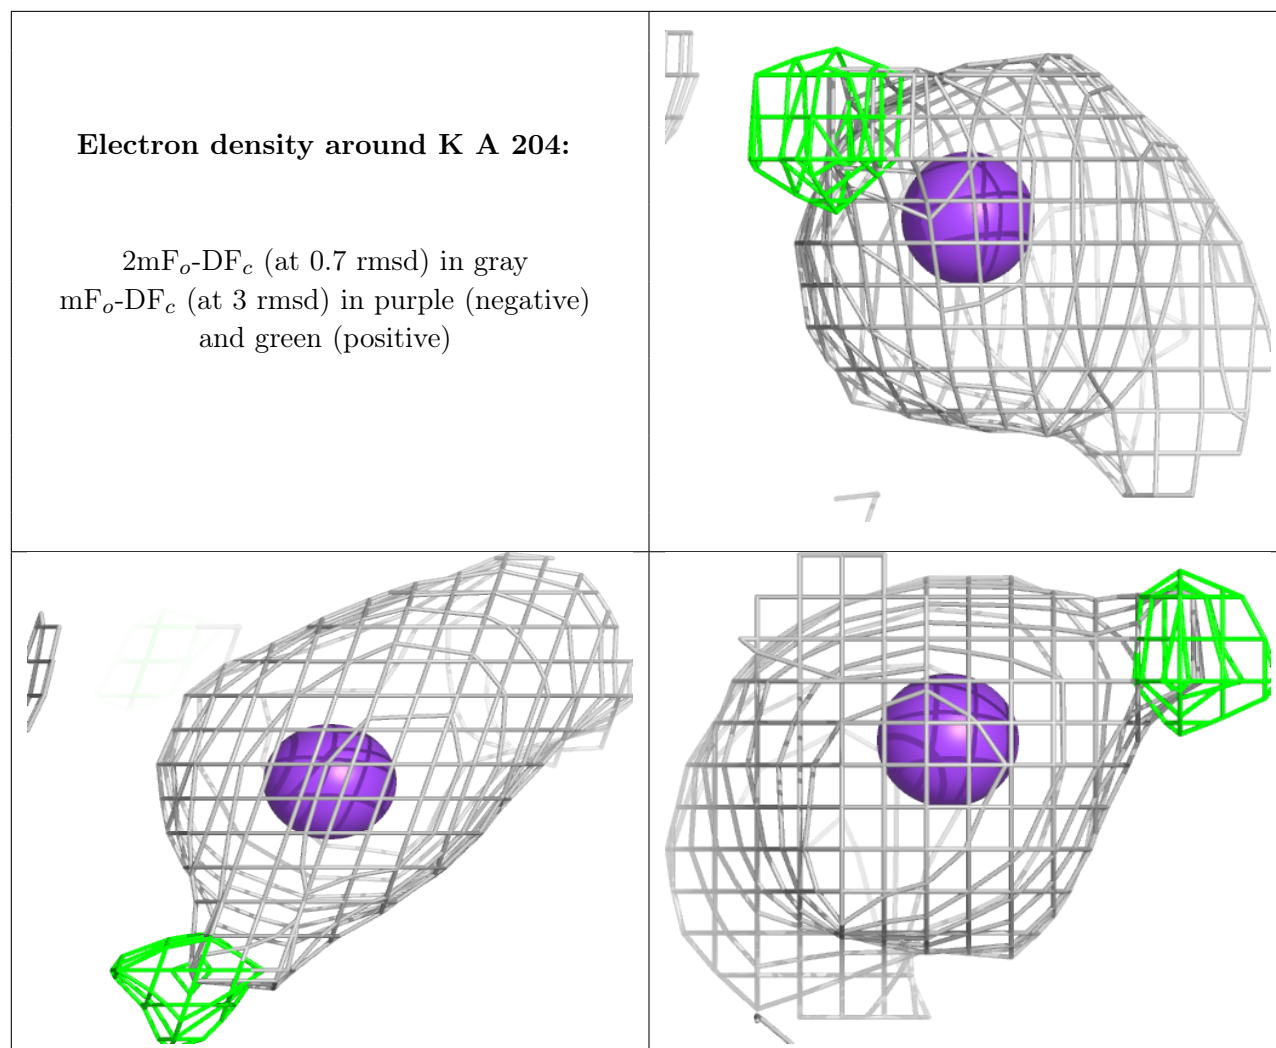 Electron density around K A 204:
2mFₒ-DF𝒸 (at 0.7 rmsd) in gray
mFₒ-DF𝒸 (at 3 rmsd) in purple (negative)
and green (positive)